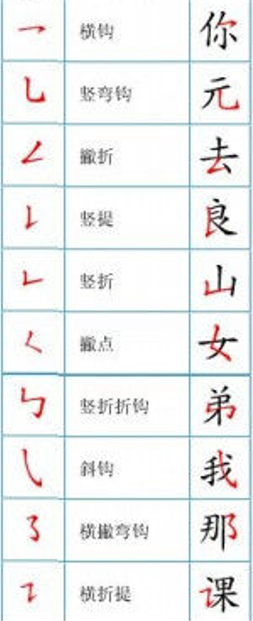 ㇖ 横钩 你
乚 竖弯钩 元
𠃋 撇折 去
𠄌 竖提 良
𠃊 竖折 山
𡿨 撇点 女
㇉ 竖折折钩 弟
㇂ 斜钩 我
㇌ 横撇弯钩 那
㇊ 横折提 课